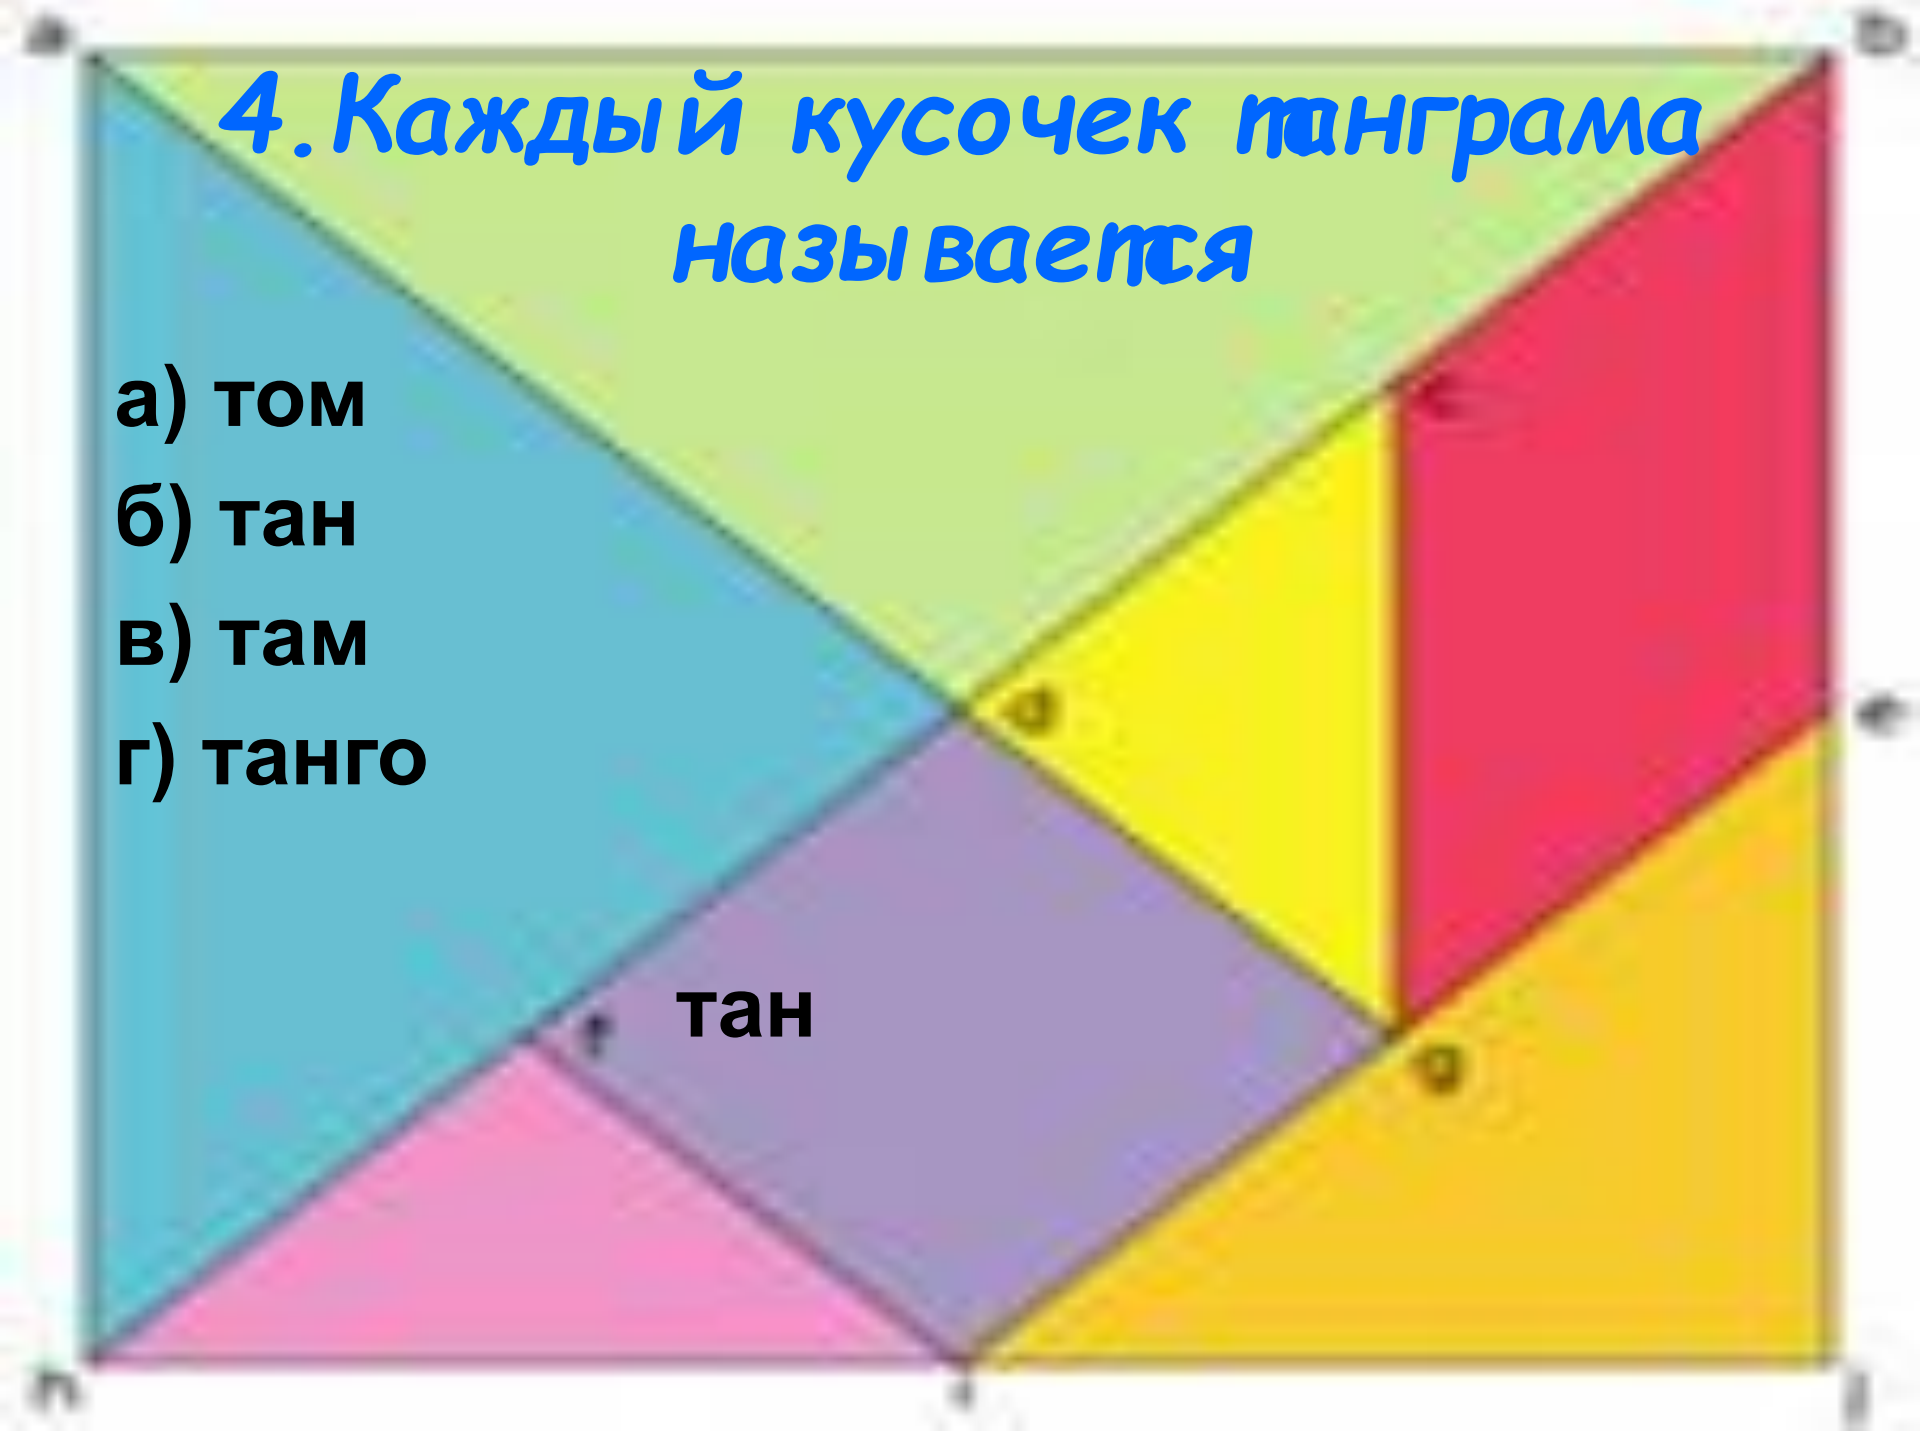 4.Каждый кусочек танграма
называется
а) том
б) тан
в) там
г) танго
тан